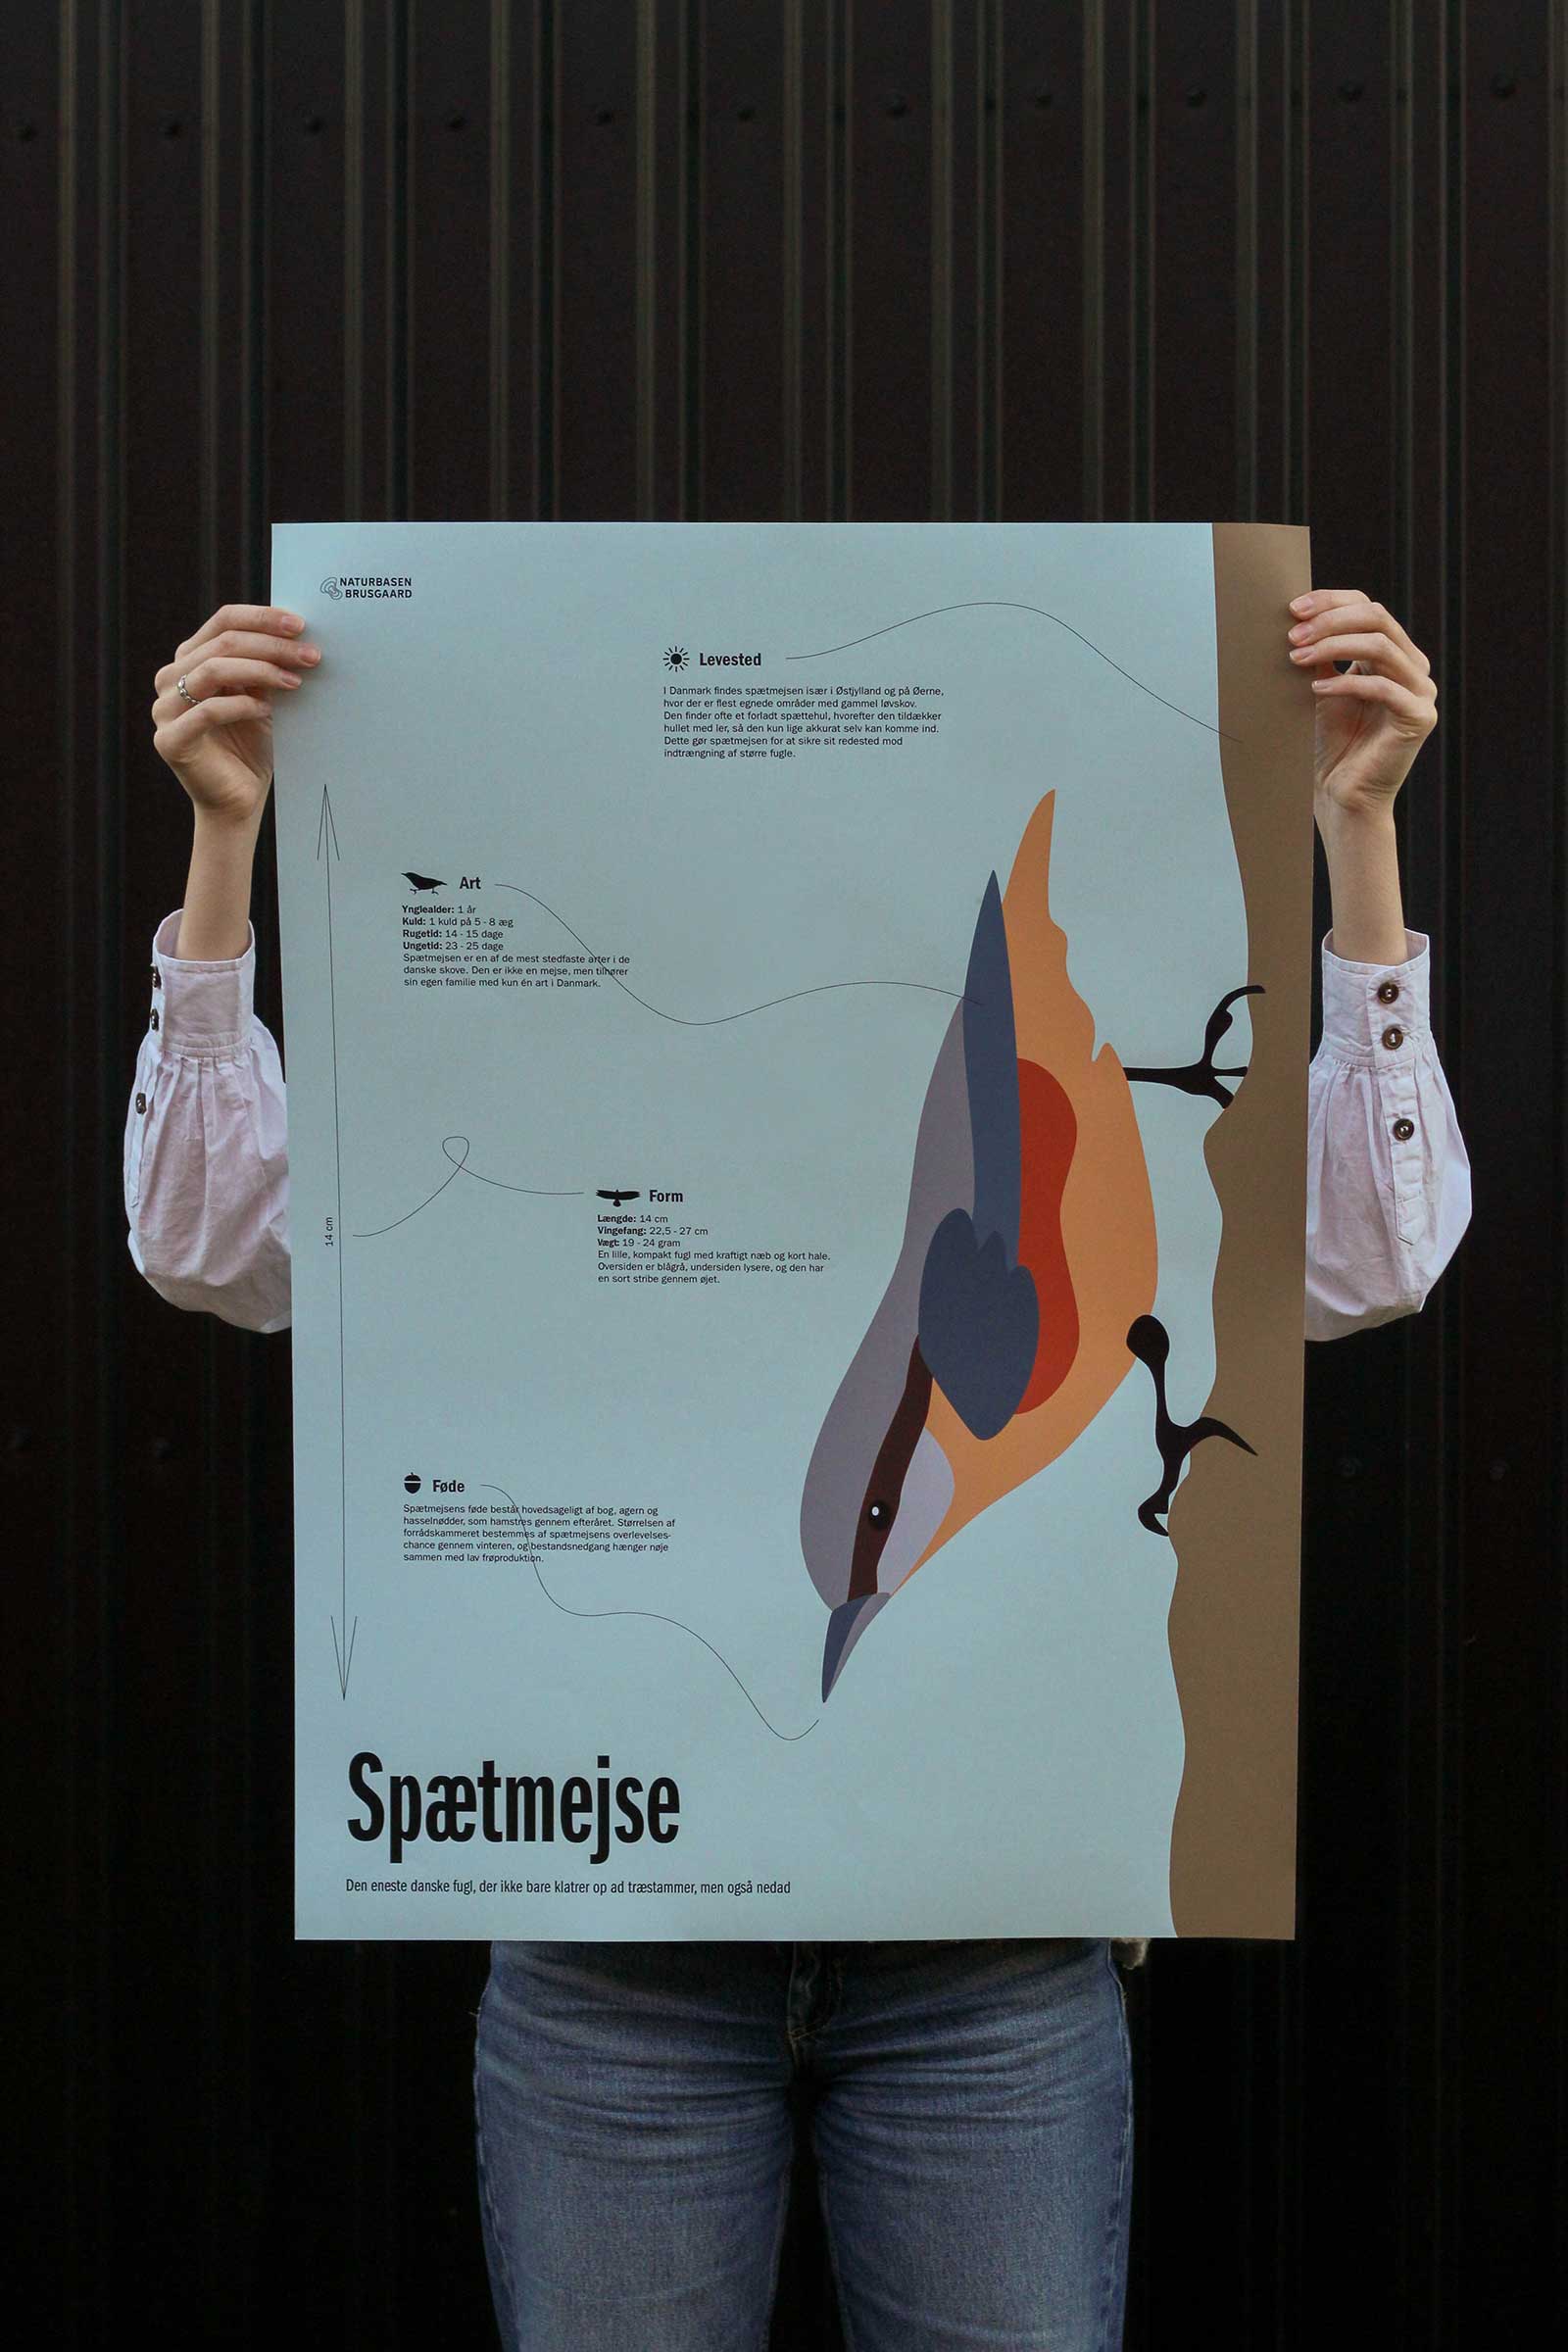 NATURBASEN
BRUSGAARD
Levested
I Danmark findes spætmejsen især i Østjylland og på Øerne,
hvor der er flest egnede områder med gammel løvskov.
Den finder ofte et forladt spættehul, hvorefter den tildækker
hullet med ler, så den kun lige akkurat selv kan komme ind.
Dette gør spætmejsen for at sikre sit redested mod
indtrængning af større fugle.
Art
Ynglealder: 1 år
Kuld: 1 kuld på 5 - 8 æg
Rugetid: 14 - 15 dage
Ungetid: 23 - 25 dage
Spætmejsen er en af de mest stedfaste arter i de
danske skove. Den er ikke en mejse, men tilhører
sin egen familie med kun én art i Danmark.
14 cm
Form
Længde: 14 cm
Vingefang: 22,5 - 27 cm
Vægt: 19 - 24 gram
En lille, kompakt fugl med kraftigt næb og kort hale.
Oversiden er blågrå, undersiden lysere, og den har
en sort stribe gennem øjet.
Føde
Spætmejsens føde består hovedsageligt af bog, agern og
hasselnødder, som hamstres gennem efteråret. Størrelsen af
forrådskammeret bestemmes af spætmejsens overlevelses-
chance gennem vinteren, og bestandsnedgang hænger nøje
sammen med lav frøproduktion.
Spætmejse
Den eneste danske fugl, der ikke bare klatrer op ad træstammer, men også nedad